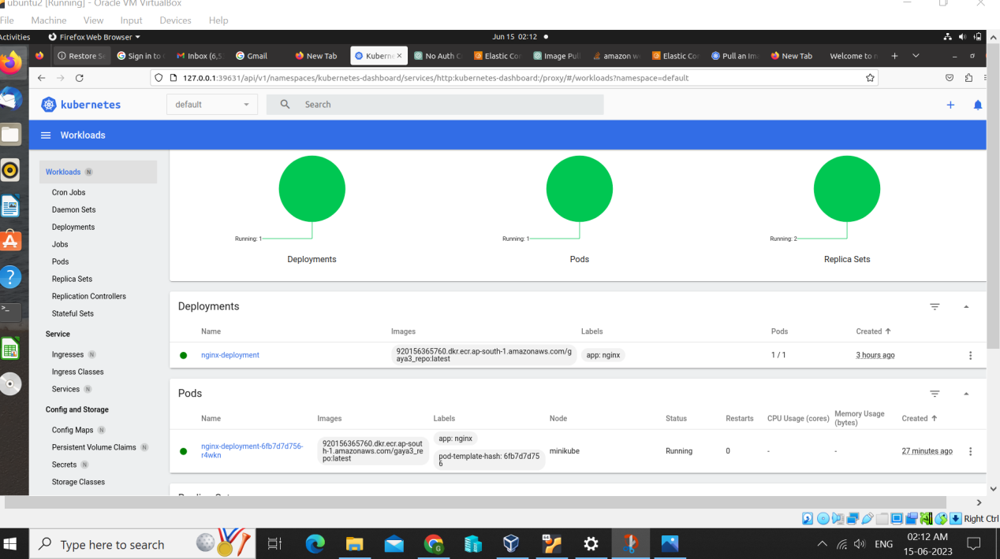 ubuntu2 [Running] - Oracle VM VirtualBox
File Machine View Input Devices Help
Activities Firefox Web Browser Jun 15 02:12
Restore Se Sign in to Inbox (6,5 Gmail New Tab Kuberne No Auth C Elastic Cor Image Pull amazon w Elastic Cor Pull an Ima New Tab Welcome to n
127.0.0.1:39631/api/v1/namespaces/kubernetes-dashboard/services/http:kubernetes-dashboard:/proxy/#/workloads?namespace=default
kubernetes default Search
Workloads
Workloads N
Cron Jobs
Daemon Sets
Deployments
Jobs
Pods
Replica Sets
Replication Controllers
Stateful Sets
Service
Ingresses N
Ingress Classes
Services N
Config and Storage
Config Maps N
Persistent Volume Claims N
Secrets N
Storage Classes
Running: 1 Running: 1 Running: 2
Deployments Pods Replica Sets
Deployments
Name Images Labels Pods Created
nginx-deployment 920156365760.dkr.ecr.ap-south-1.amazonaws.com/g
aya3_repo:latest app: nginx 1 / 1 3 hours ago
Pods
Name Images Labels Node Status Restarts CPU Usage (cores) Memory Usage
(bytes) Created
nginx-deployment-6fb7d7d756-
r4wkn
920156365760.dkr.ecr.ap-sout
h-1.amazonaws.com/gaya3_re
po:latest
app: nginx
pod-template-hash: 6fb7d7d75
6
minikube Running 0 - - 27 minutes ago
Right Ctrl
Type here to search ENG 02:12 AM
15-06-2023